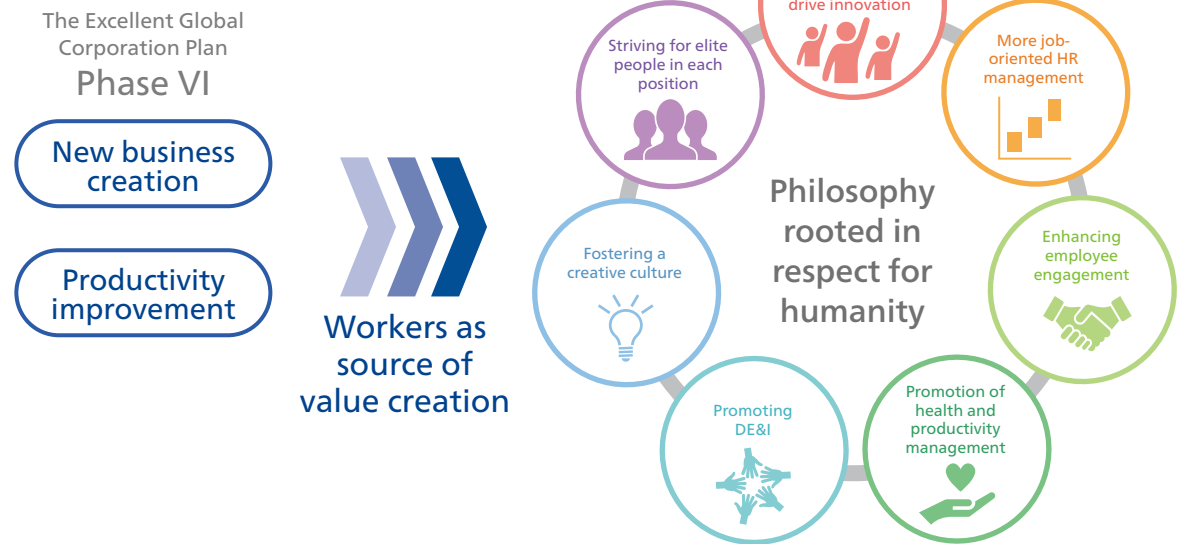 The Excellent Global
Corporation Plan
Phase VI
New business
creation
Productivity
improvement
Workers as
source of
value creation
drive innovation
Striving for elite
people in each
position
More job-
oriented HR
management
Philosophy
rooted in
respect for
humanity
Fostering a
creative culture
Enhancing
employee
engagement
Promoting
DE&I
Promotion of
health and
productivity
management